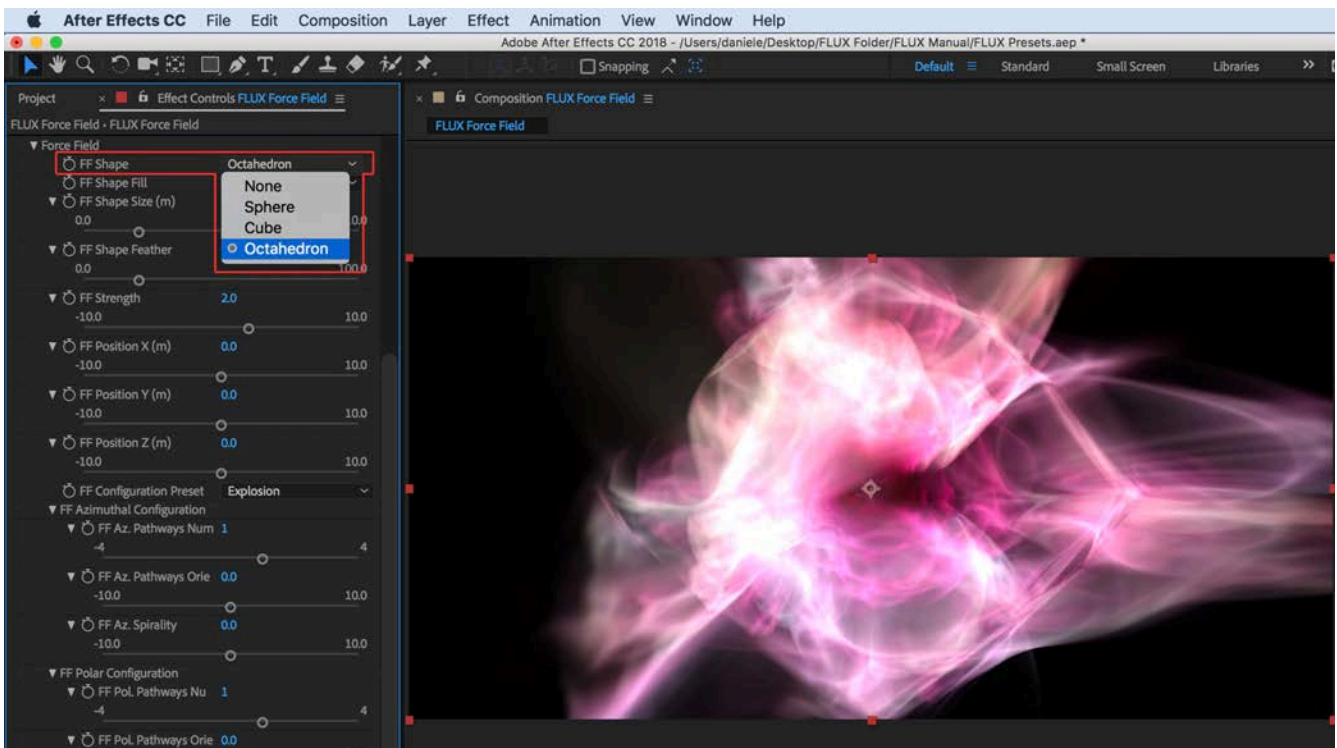 After Effects CC File Edit Composition Layer Effect Animation View Window Help
Adobe After Effects CC 2018 - /Users/daniele/Desktop/FLUX Folder/FLUX Manual/FLUX Presets.aep *
T Snapping Default Standard Small Screen Libraries »
Project × Effect Controls FLUX Force Field × Composition FLUX Force Field
FLUX Force Field • FLUX Force Field
FLUX Force Field
Force Field
FF Shape Octahedron
FF Shape Fill None
FF Shape Size (m) Sphere
0.0 Cube 0.0
FF Shape Feather Octahedron
0.0 100.0
FF Strength 2.0
-10.0 10.0
FF Position X (m) 0.0
-10.0 10.0
FF Position Y (m) 0.0
-10.0 10.0
FF Position Z (m) 0.0
-10.0 10.0
FF Configuration Preset Explosion
FF Azimuthal Configuration
FF Az. Pathways Num 1
-4 4
FF Az. Pathways Orie 0.0
-10.0 10.0
FF Az. Spirality 0.0
-10.0 10.0
FF Polar Configuration
FF Pol. Pathways Nu 1
-4 4
FF Pol. Pathways Orie 0.0